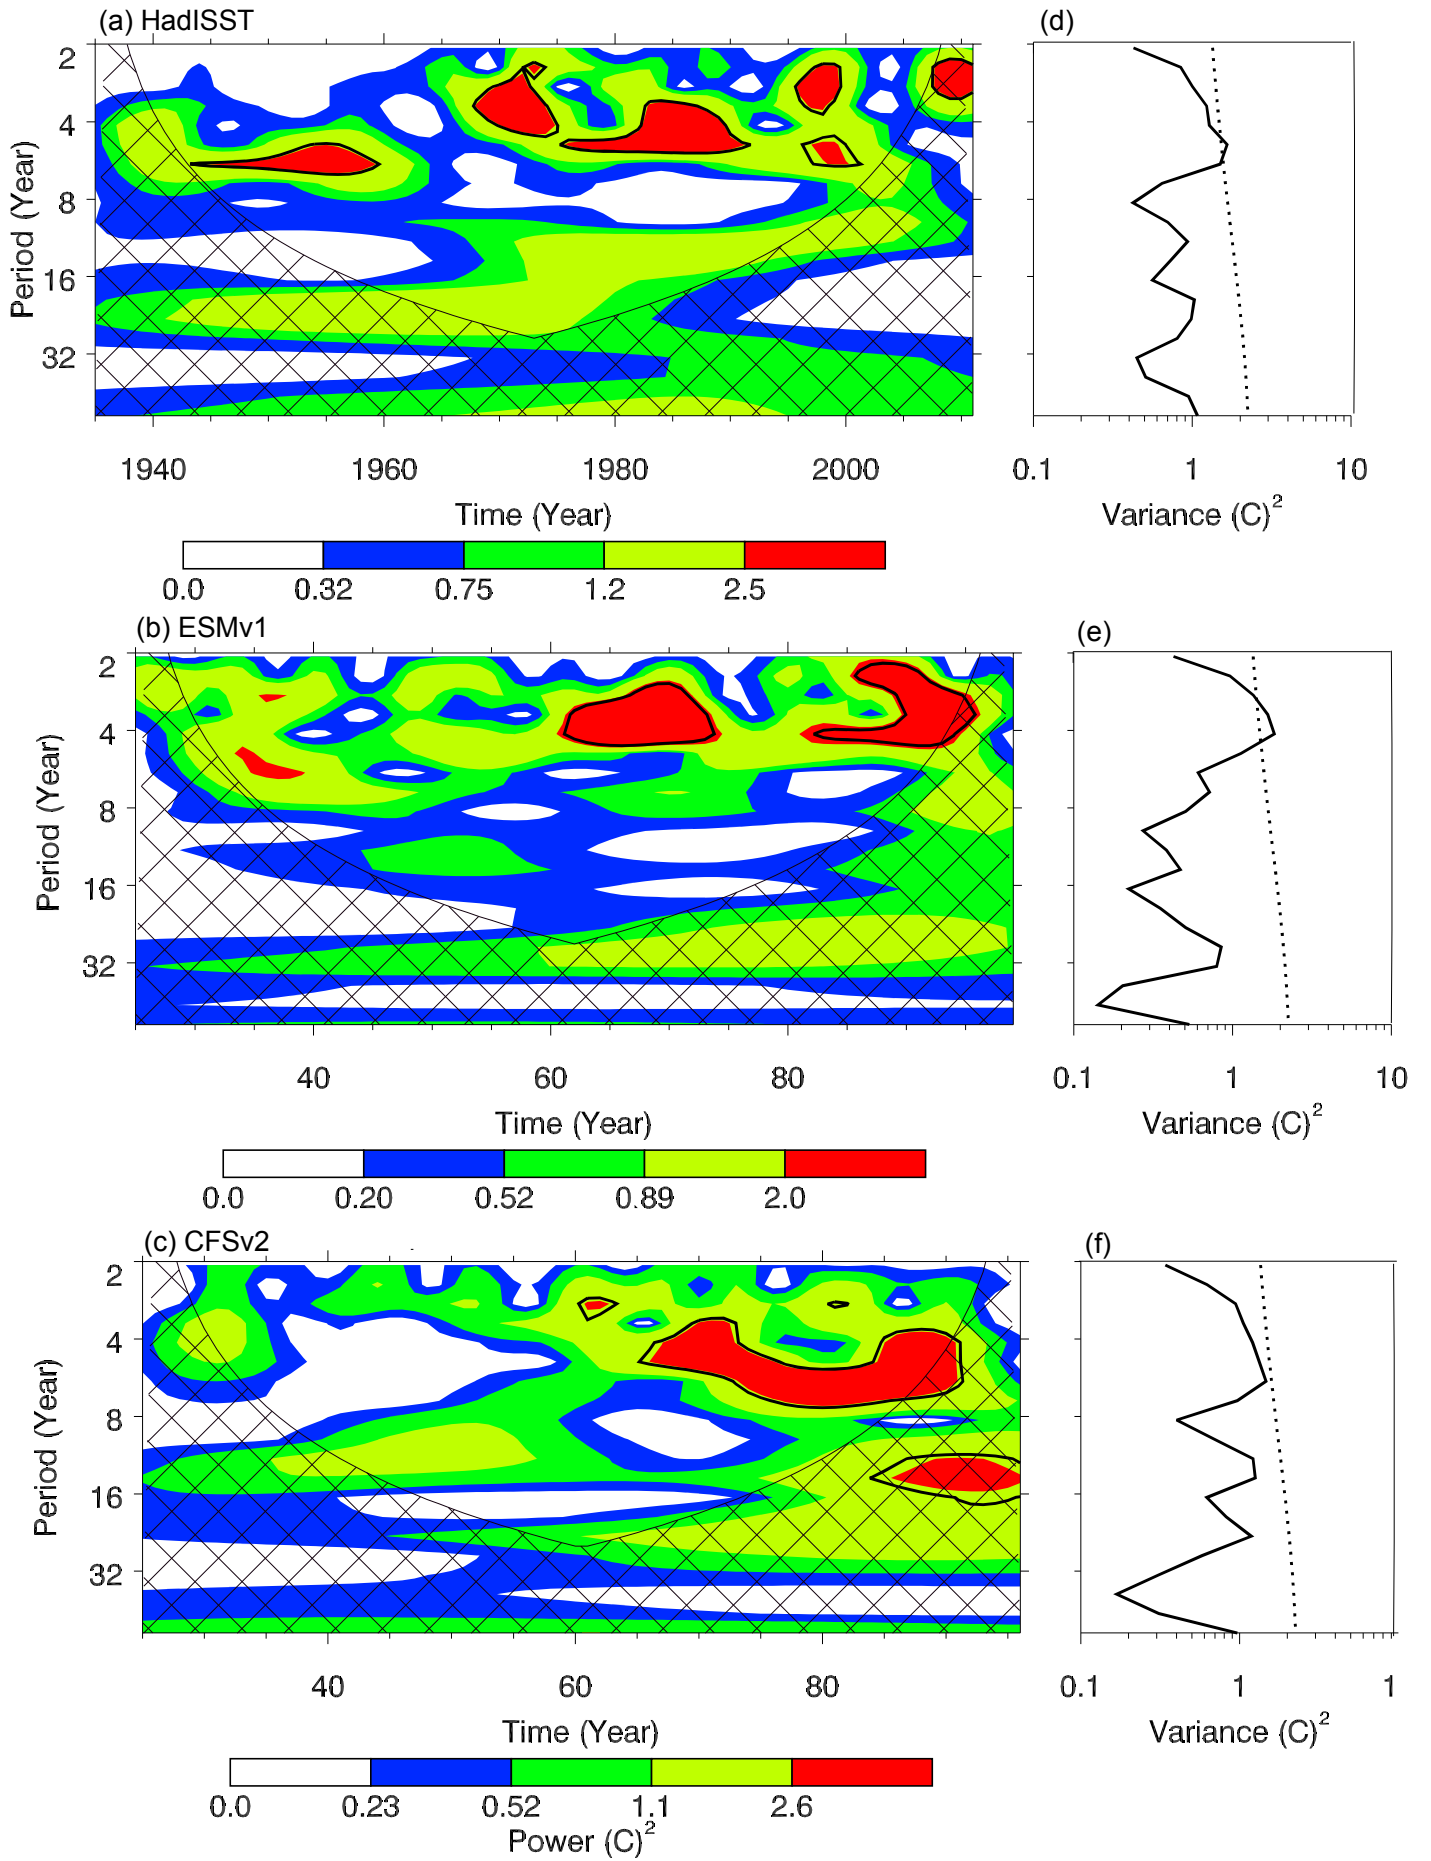 (a) HadISST
(d)
2
4
8
16
32
Period (Year)
1940 1960 1980 2000
Time (Year)
0.1 1 10
Variance (C)2
0.0 0.32 0.75 1.2 2.5
(b) ESMv1
(e)
2
4
8
16
32
Period (Year)
40 60 80
Time (Year)
0.1 1 10
Variance (C)2
0.0 0.20 0.52 0.89 2.0
(c) CFSv2
(f)
2
4
8
16
32
Period (Year)
40 60 80
Time (Year)
0.1 1 1
Variance (C)2
0.0 0.23 0.52 1.1 2.6
Power (C)2